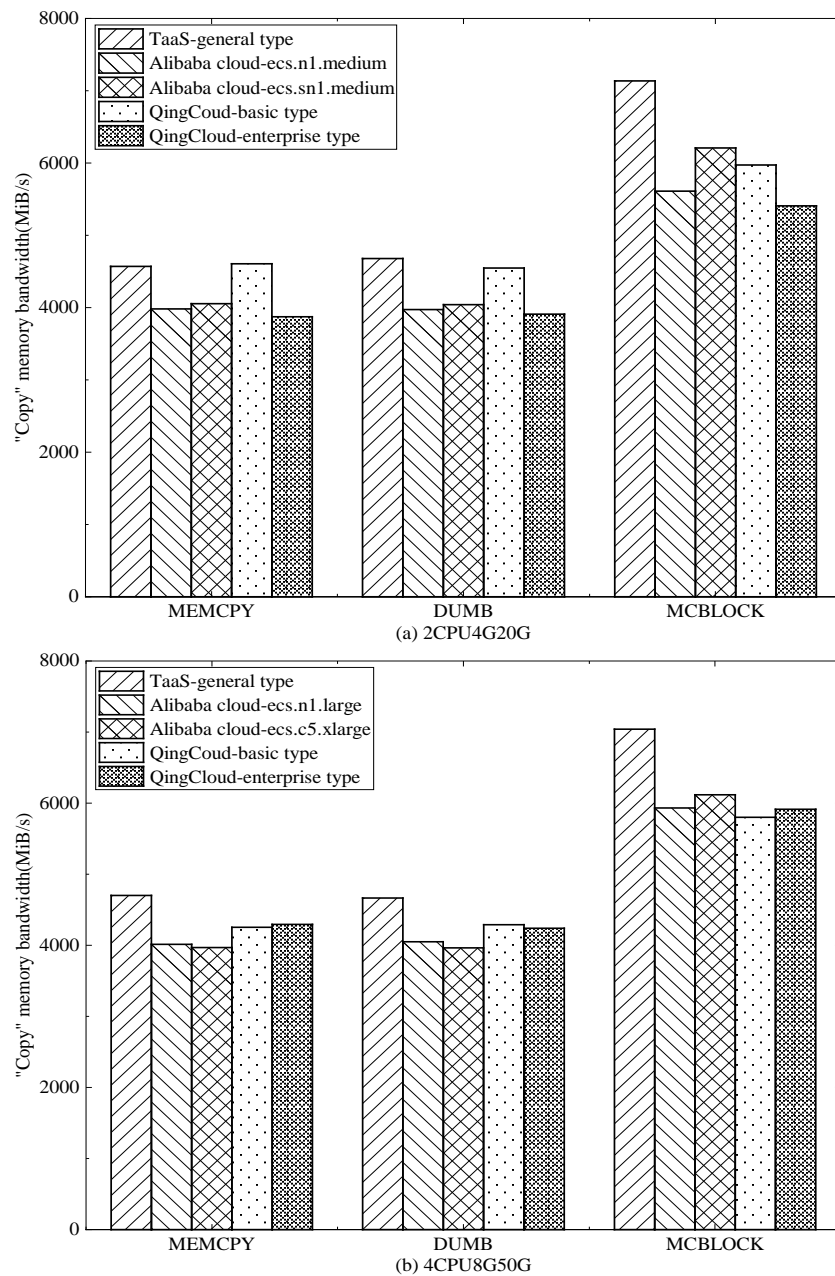 8000
6000
4000
2000
0
"Copy" memory bandwidth(MiB/s)
TaaS-general type
Alibaba cloud-ecs.n1.medium
Alibaba cloud-ecs.sn1.medium
QingCoud-basic type
QingCloud-enterprise type
MEMCPY DUMB MCBLOCK
(a) 2CPU4G20G
8000
6000
4000
2000
0
"Copy" memory bandwidth(MiB/s)
TaaS-general type
Alibaba cloud-ecs.n1.large
Alibaba cloud-ecs.c5.xlarge
QingCoud-basic type
QingCloud-enterprise type
MEMCPY DUMB MCBLOCK
(b) 4CPU8G50G